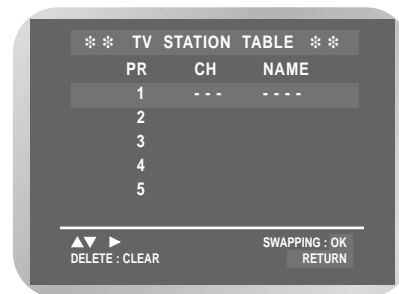 ❇ ❇ TV STATION TABLE ❇ ❇
PR CH NAME
1 - - - - - - -
2
3
4
5
▲▼ ► SWAPPING : OK
DELETE : CLEAR RETURN